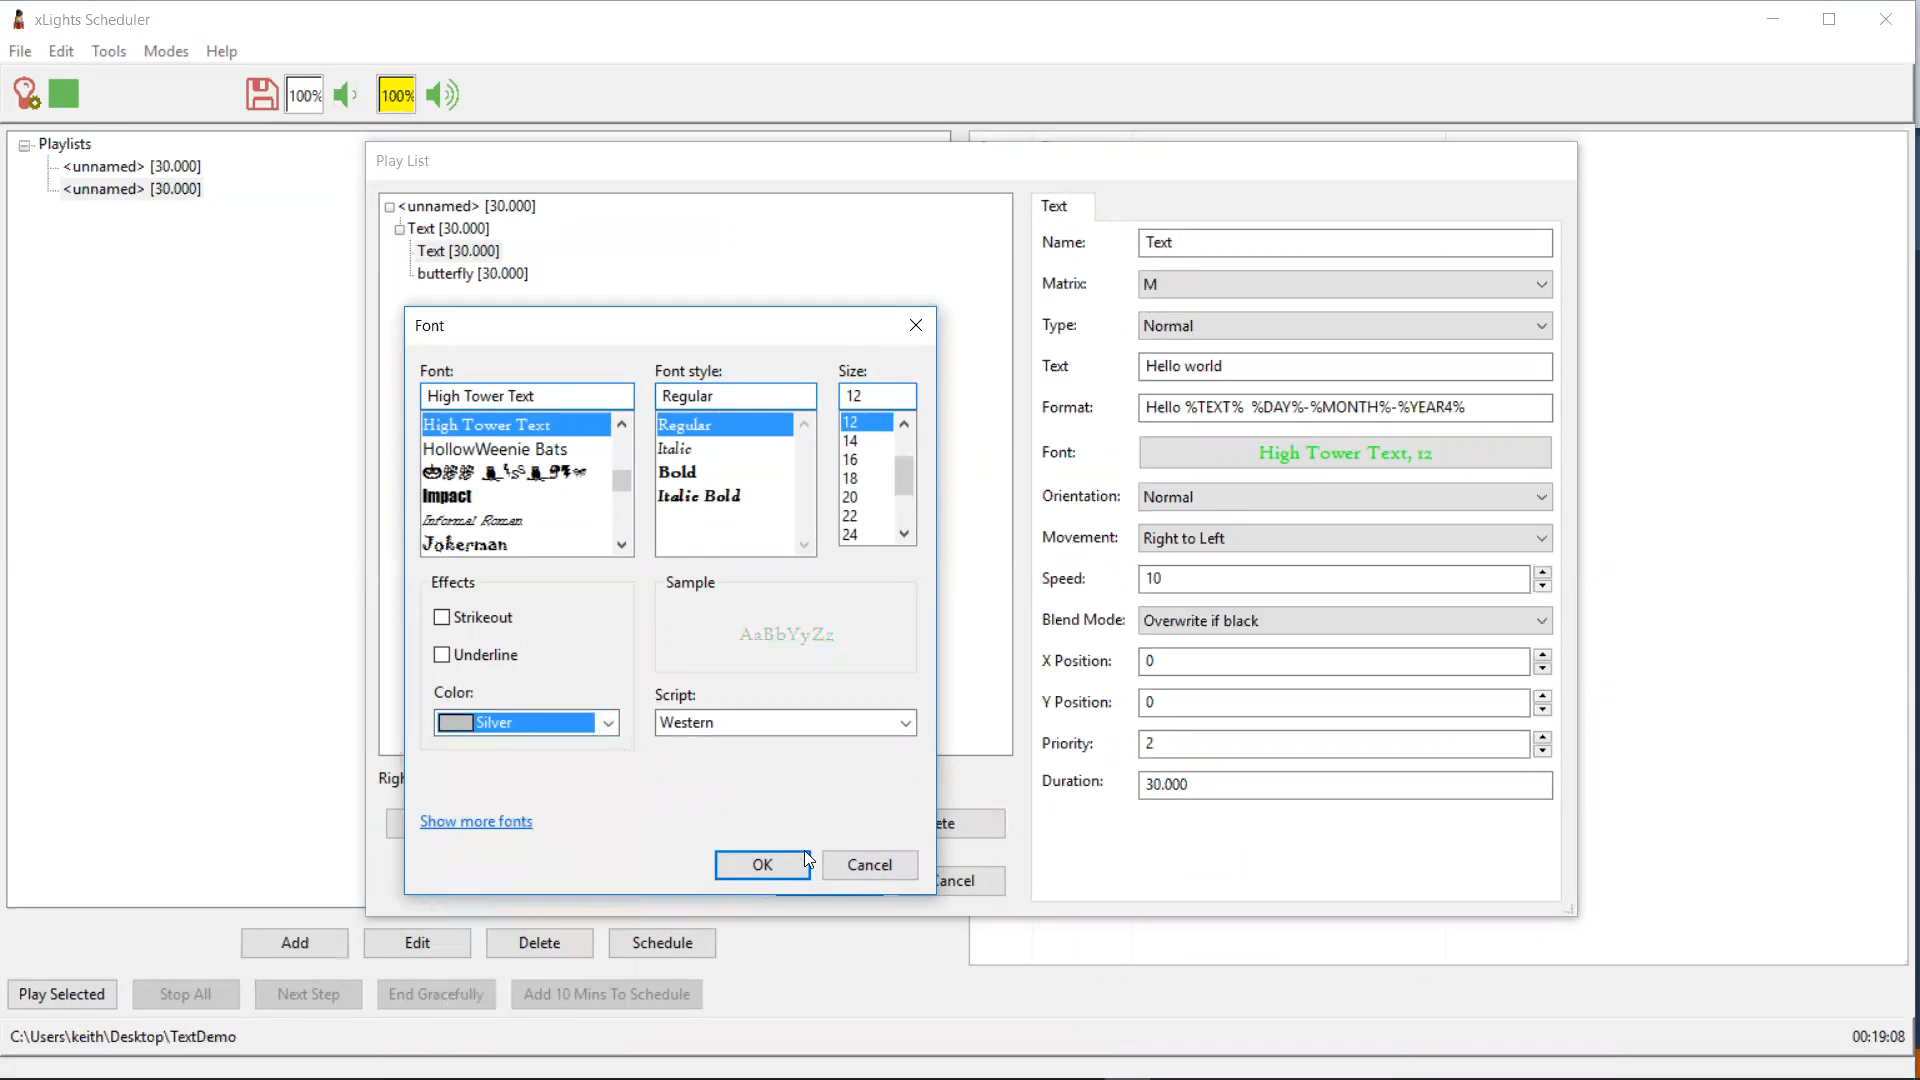 xLights Scheduler
File Edit Tools Modes Help
100% 100%
Playlists
<unnamed> [30.000]
<unnamed> [30.000]
Play List
<unnamed> [30.000]
Text [30.000]
Text [30.000]
butterfly [30.000]
Font
Font: Font style: Size:
High Tower Text Regular 12
High Tower Text
HollowWeenie Bats
Impact
Informal Roman
Jokerman
Regular
Italic
Bold
Italic Bold
12
14
16
18
20
22
24
Effects
Strikeout
Underline
Color:
Silver
Sample
AaBbYyZz
Script:
Western
Show more fonts
OK Cancel
Righ
ete
Cancel
Text
Name: Text
Matrix: M
Type: Normal
Text Hello world
Format: Hello %TEXT% %DAY%-%MONTH%-%YEAR4%
Font: High Tower Text, 12
Orientation: Normal
Movement: Right to Left
Speed: 10
Blend Mode: Overwrite if black
X Position: 0
Y Position: 0
Priority: 2
Duration: 30.000
Add Edit Delete Schedule
Play Selected Stop All Next Step End Gracefully Add 10 Mins To Schedule
C:\Users\keith\Desktop\TextDemo 00:19:08